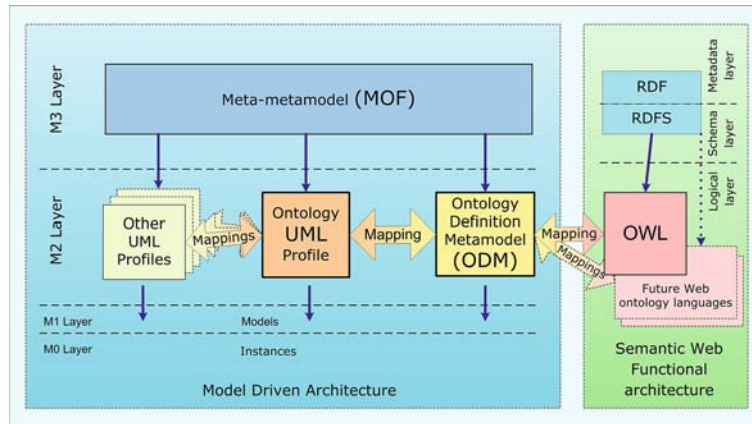 M3 Layer
Meta-metamodel (MOF)
RDF
RDFS
Metadata
layer
Schema
layer
Logical
layer
M2 Layer
Other
UML
Profiles
Mappings
Ontology
UML
Profile
Mapping
Ontology
Definition
Metamodel
(ODM)
Mapping
Mappings
OWL
Future Web
ontology languages
M1 Layer
Models
M0 Layer
Instances
Model Driven Architecture
Semantic Web
Functional
architecture